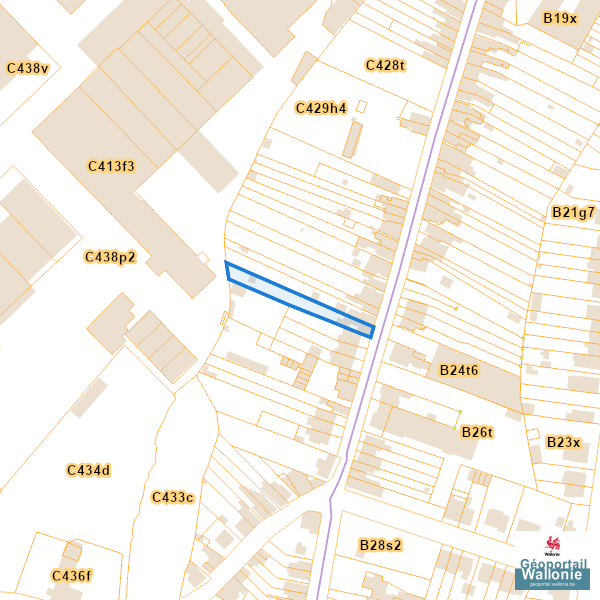 B19x
C438v
C428t
C429h4
C413f3
B21g7
C438p2
B24t6
B26t
B23x
C434d
C433c
B28s2
C436f
Wallonie
Géoportail
Wallonie
geoportail.wallonie.be